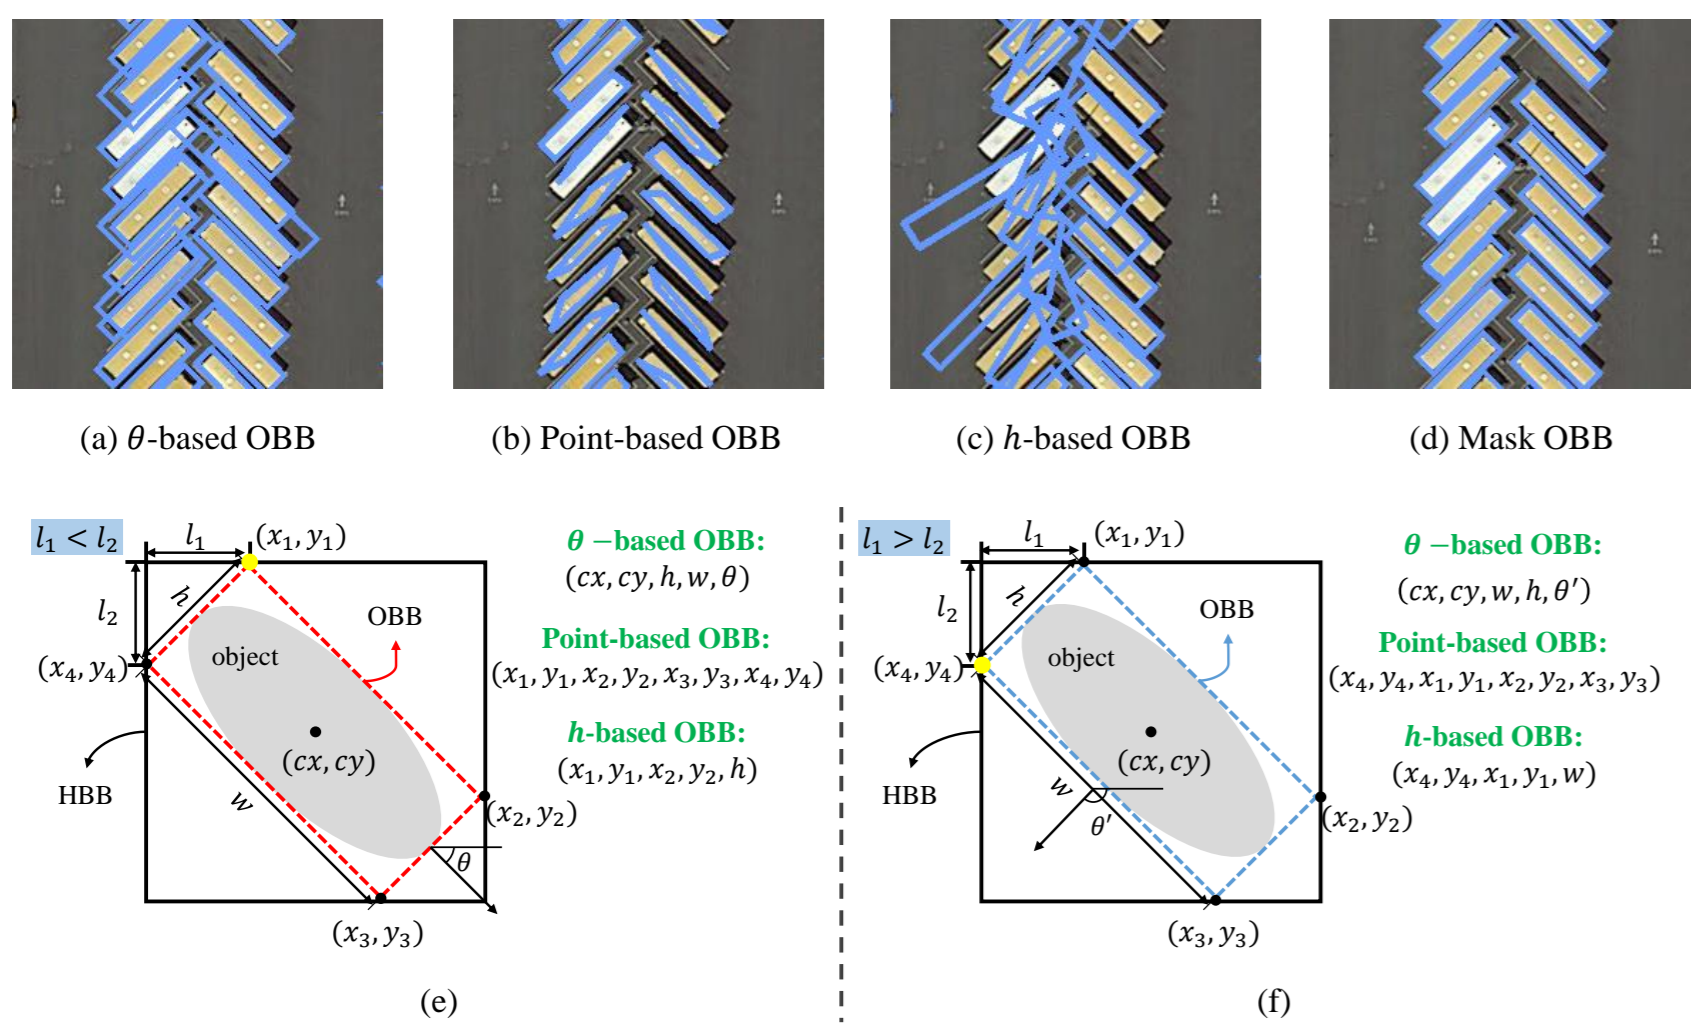 (a) θ-based OBB
(b) Point-based OBB
(c) h-based OBB
(d) Mask OBB
l₁ < l₂
l₁
(x₁, y₁)
l₂
h
(x₄, y₄)
object
OBB
(cx, cy)
HBB
w
(x₂, y₂)
θ
(x₃, y₃)
θ −based OBB:
(cx, cy, h, w, θ)
Point-based OBB:
(x₁, y₁, x₂, y₂, x₃, y₃, x₄, y₄)
h-based OBB:
(x₁, y₁, x₂, y₂, h)
(e)
l₁ > l₂
l₁
(x₁, y₁)
l₂
h
(x₄, y₄)
object
OBB
(cx, cy)
HBB
w
θ′
(x₂, y₂)
(x₃, y₃)
θ −based OBB:
(cx, cy, w, h, θ′)
Point-based OBB:
(x₄, y₄, x₁, y₁, x₂, y₂, x₃, y₃)
h-based OBB:
(x₄, y₄, x₁, y₁, w)
(f)